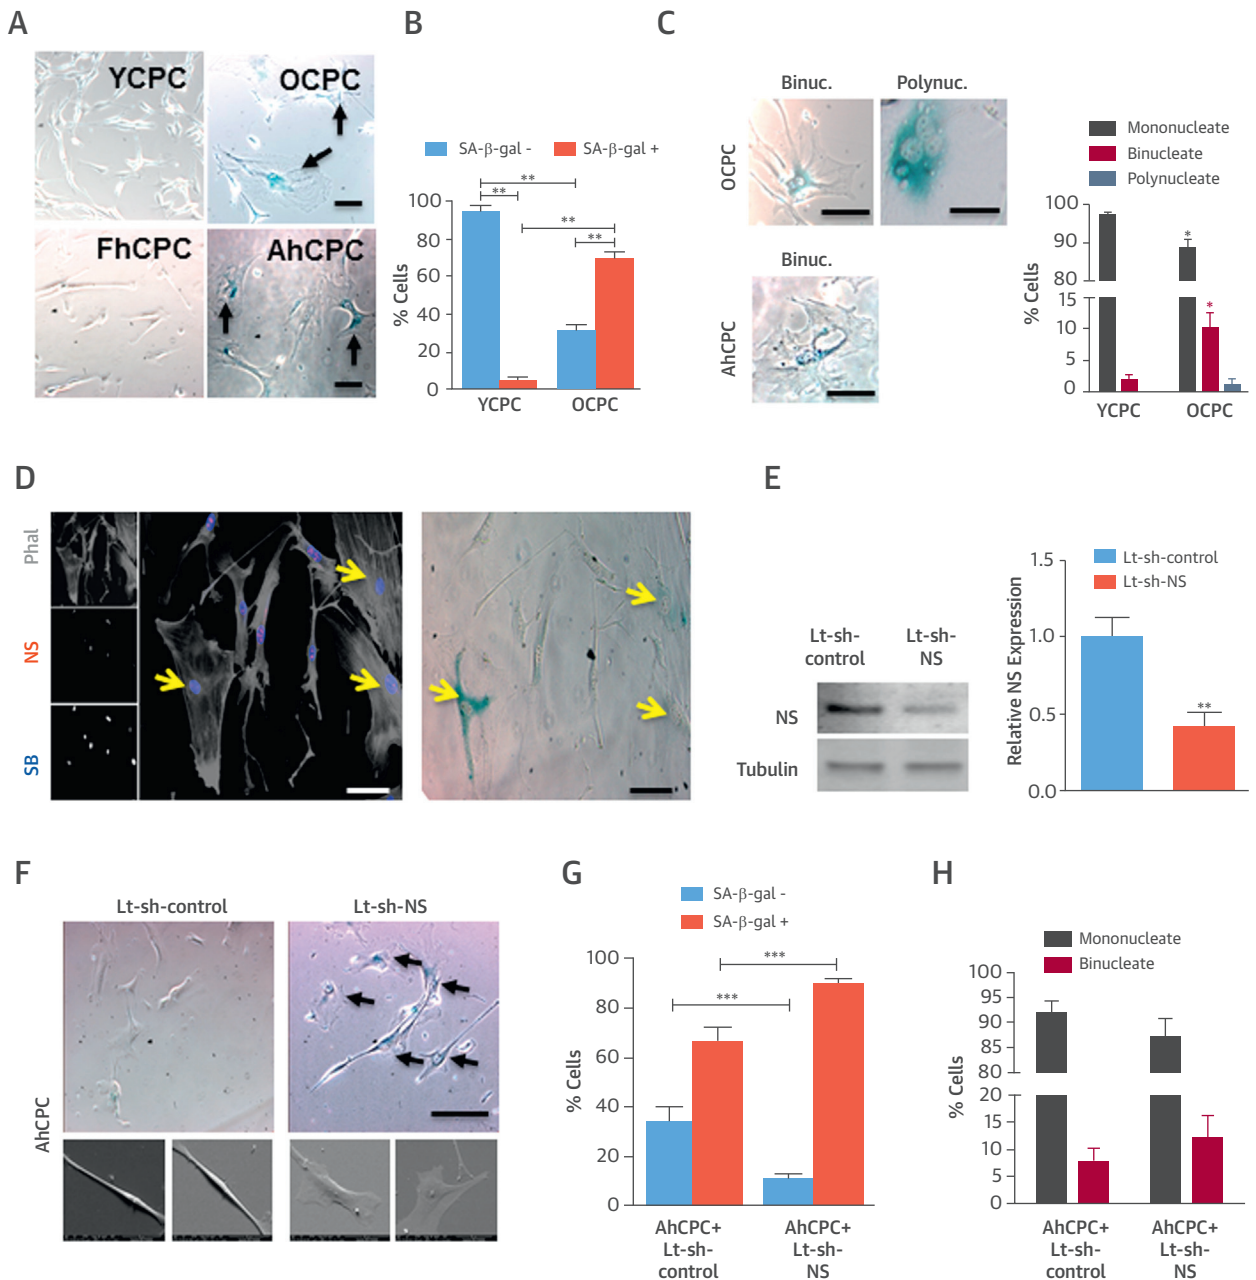 A
YCPC
OCPC
FhCPC
AhCPC
B
SA-β-gal -
SA-β-gal +
% Cells
100
80
60
40
20
0
**
**
**
**
YCPC
OCPC
C
Binuc.
Polynuc.
OCPC
Binuc.
AhCPC
Mononucleate
Binucleate
Polynucleate
% Cells
100
90
80
15
10
5
0
*
*
YCPC
OCPC
D
Phal
NS
SB
E
Lt-sh-
control
Lt-sh-
NS
NS
Tubulin
Lt-sh-control
Lt-sh-NS
Relative NS Expression
1.5
1.0
0.5
0.0
**
F
Lt-sh-control
Lt-sh-NS
AhCPC
G
SA-β-gal -
SA-β-gal +
% Cells
100
80
60
40
20
0
***
***
AhCPC+
Lt-sh-
control
AhCPC+
Lt-sh-
NS
H
Mononucleate
Binucleate
% Cells
100
95
90
85
80
20
15
10
5
0
AhCPC+
Lt-sh-
control
AhCPC+
Lt-sh-
NS